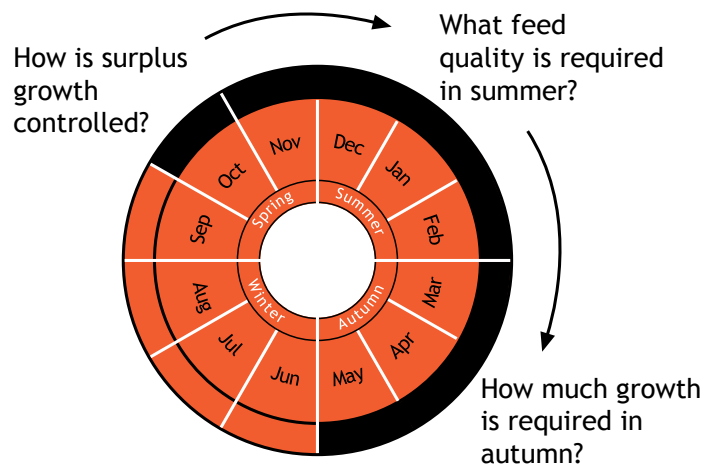 How is surplus
growth
controlled?
What feed
quality is required
in summer?
Nov
Dec
Oct
Jan
Spring
Summer
Sep
Feb
Aug
Mar
Winter
Autumn
Jul
Apr
Jun
May
How much growth
is required in
autumn?